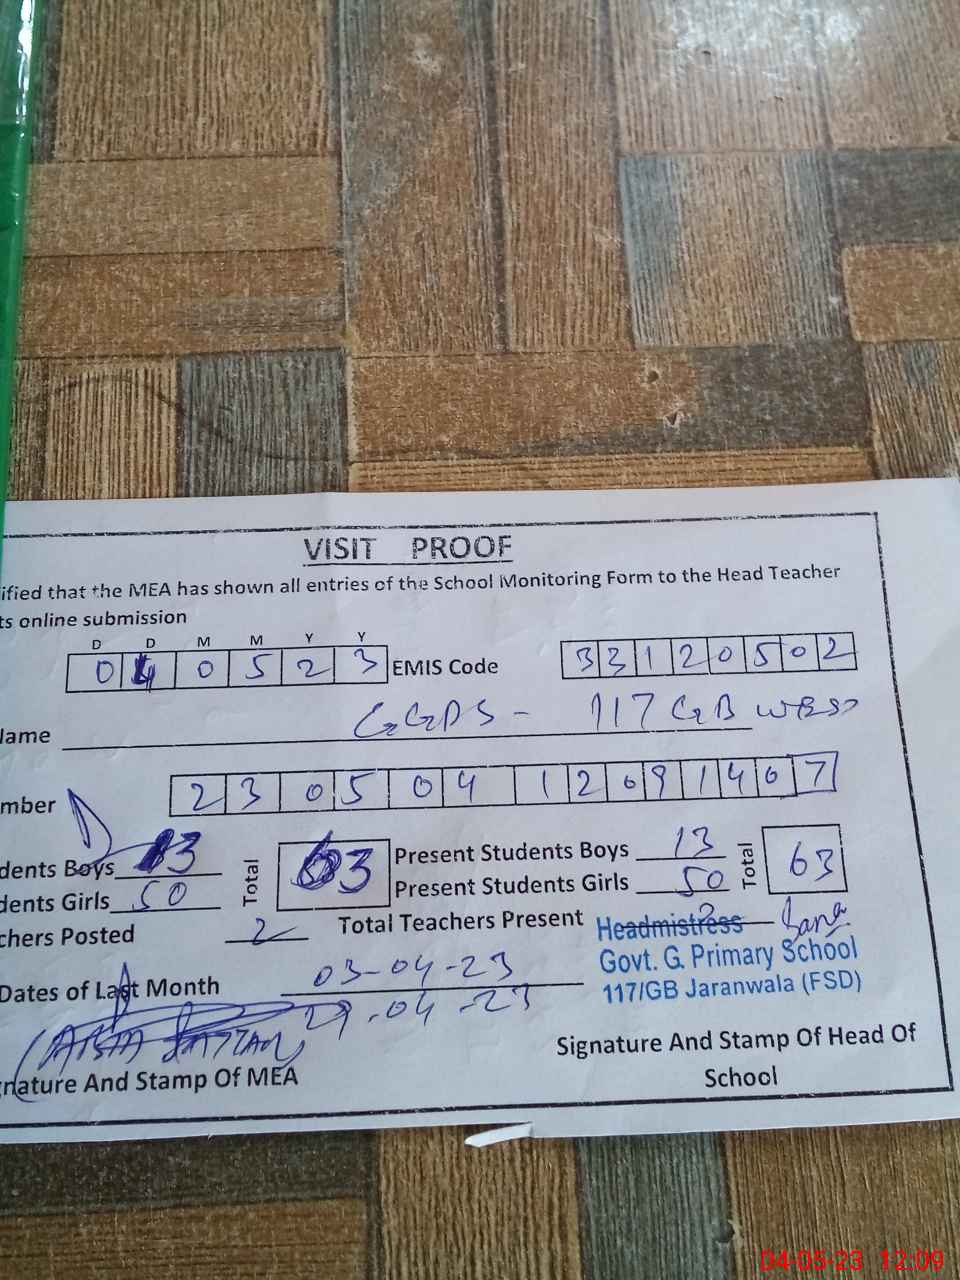 VISIT PROOF
ified that the MEA has shown all entries of the School Monitoring Form to the Head Teacher
ts online submission
D D M M Y Y
0 4 0 5 2 3 EMIS Code 3 3 1 2 0 5 0 2
lame GGPS - 117 GB West
mber 2 3 0 5 0 4 1 2 0 9 1 4 0 7
dents Boys 13 Total 63 Present Students Boys 13 Total 63
dents Girls 50 Present Students Girls 50
chers Posted 2 Total Teachers Present 2
Headmistress
Govt. G. Primary School
117/GB Jaranwala (FSD)
Dates of Last Month 03-04-23
29-04-23
nature And Stamp Of MEA
Signature And Stamp Of Head Of
School
04-05-23 12:09